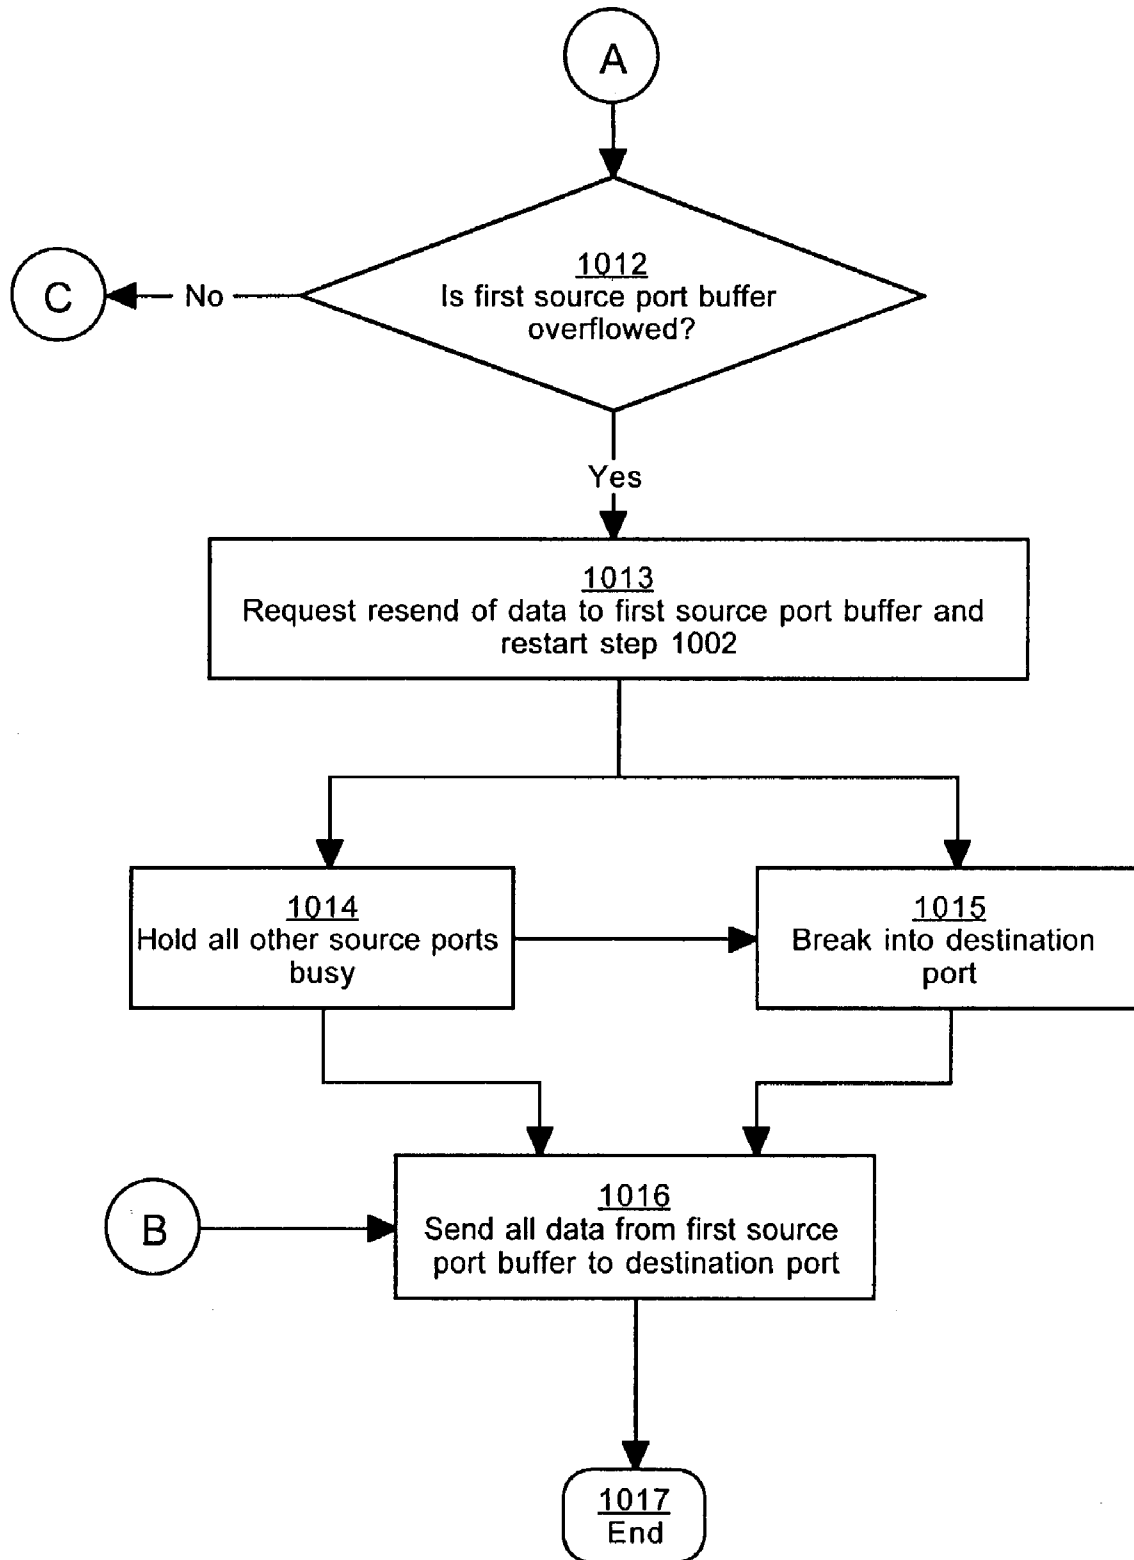 A
1012
Is first source port buffer
overflowed?
C
No
Yes
1013
Request resend of data to first source port buffer and
restart step 1002
1014
Hold all other source ports
busy
1015
Break into destination
port
B
1016
Send all data from first source
port buffer to destination port
1017
End